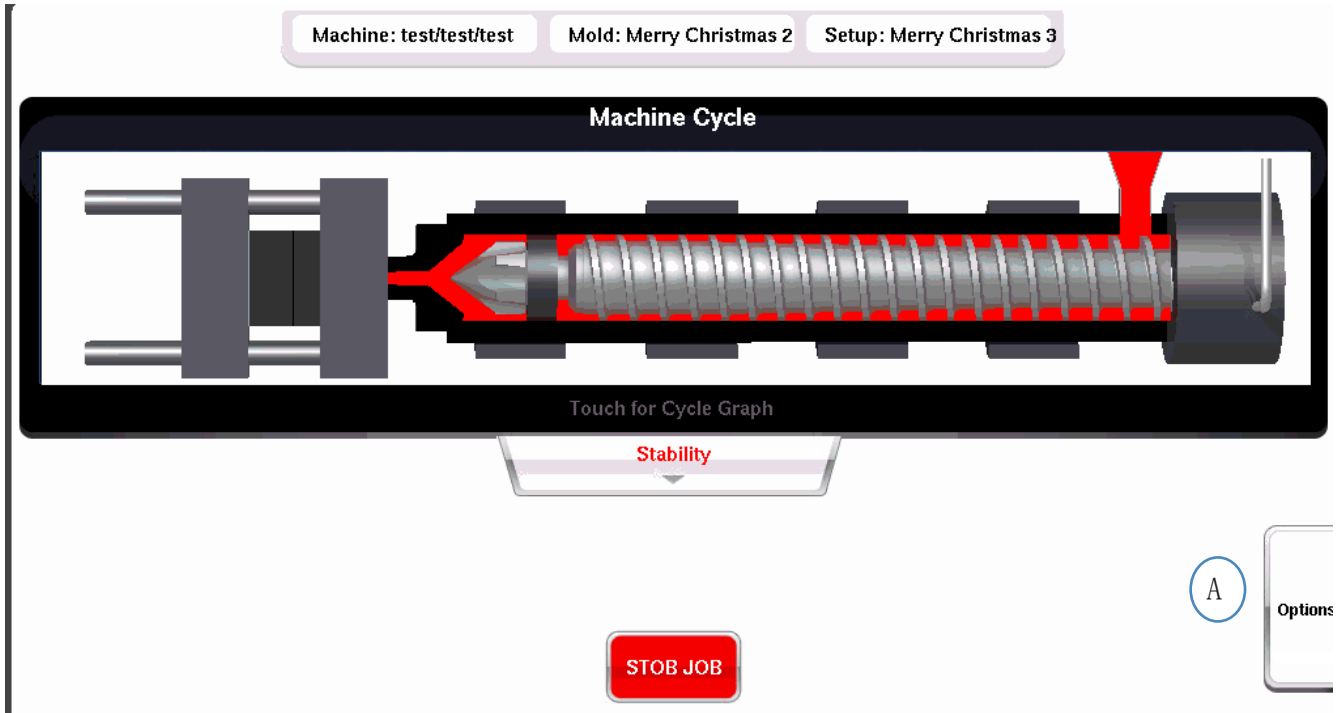 Machine: test/test/test
Mold: Merry Christmas 2
Setup: Merry Christmas 3
Machine Cycle
Touch for Cycle Graph
Stability
A
Options
STOB JOB